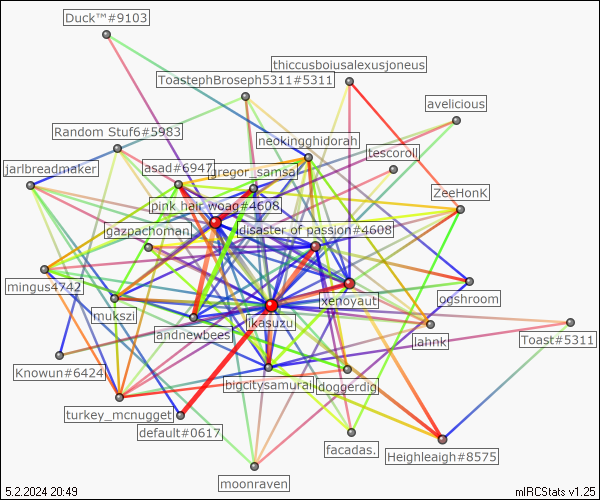 Duck™#9103
thiccusboiusalexusjoneus
ToastephBroseph5311#5311
avelicious
Random Stuf6#5983
neokingghidorah
tescoroll
jarlbreadmaker
asad#6947
gregor_samsa
ZeeHonK
pink hair woag#4608
gazpachoman
disaster of passion#4608
mingus4742
mukszi
xenoyaut
ogshroom
ikasuzu
andnewbees
lahnk
Toast#5311
Knowun#6424
bigcitysamurai
doggerdig
turkey_mcnugget
default#0617
facadas.
Heighleaigh#8575
moonraven
5.2.2024 20:49
mIRCStats v1.25